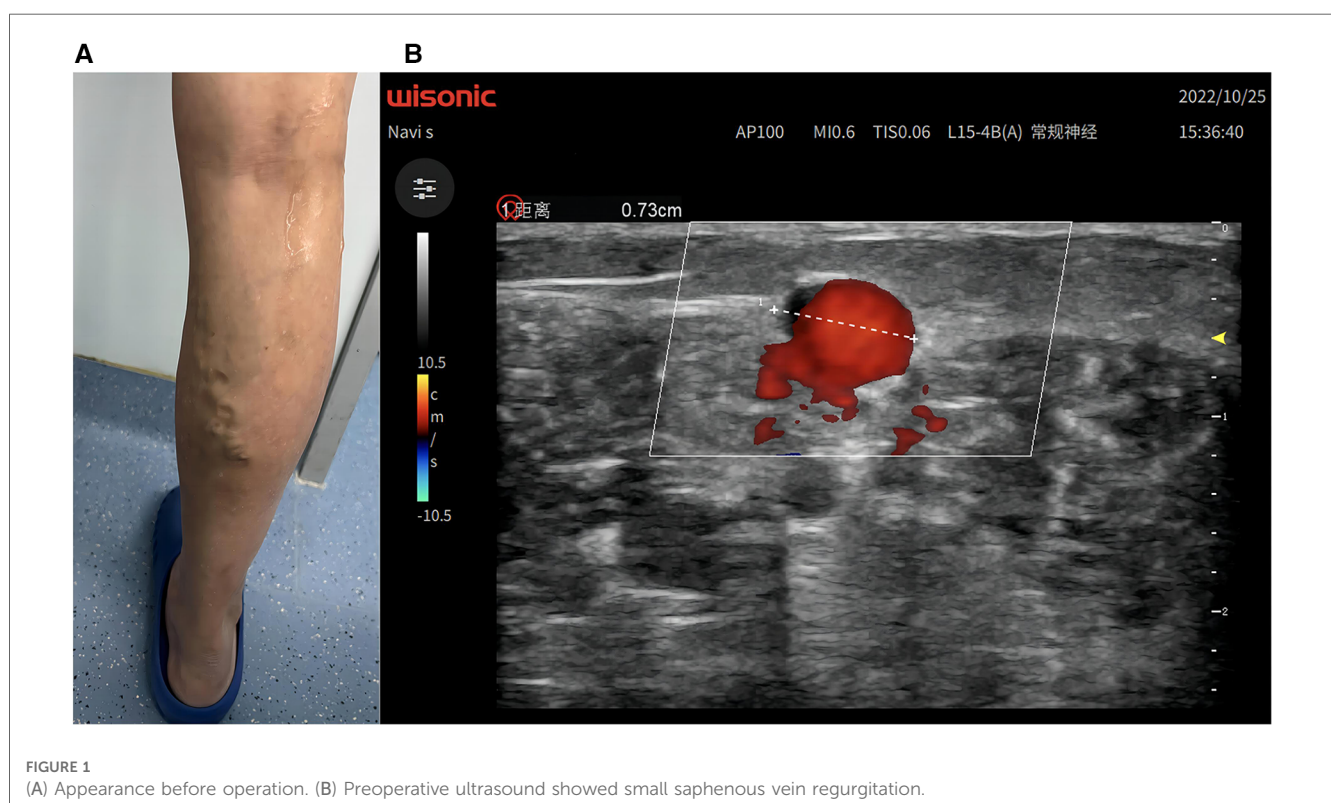 A
B
wisonic
2022/10/25
Navi s
AP100 MI0.6 TIS0.06 L15-4B(A) 常规神经
15:36:40
1 距离 0.73cm
0
1
10.5
c
m
/
s
-10.5
1
2
FIGURE 1
(A) Appearance before operation. (B) Preoperative ultrasound showed small saphenous vein regurgitation.